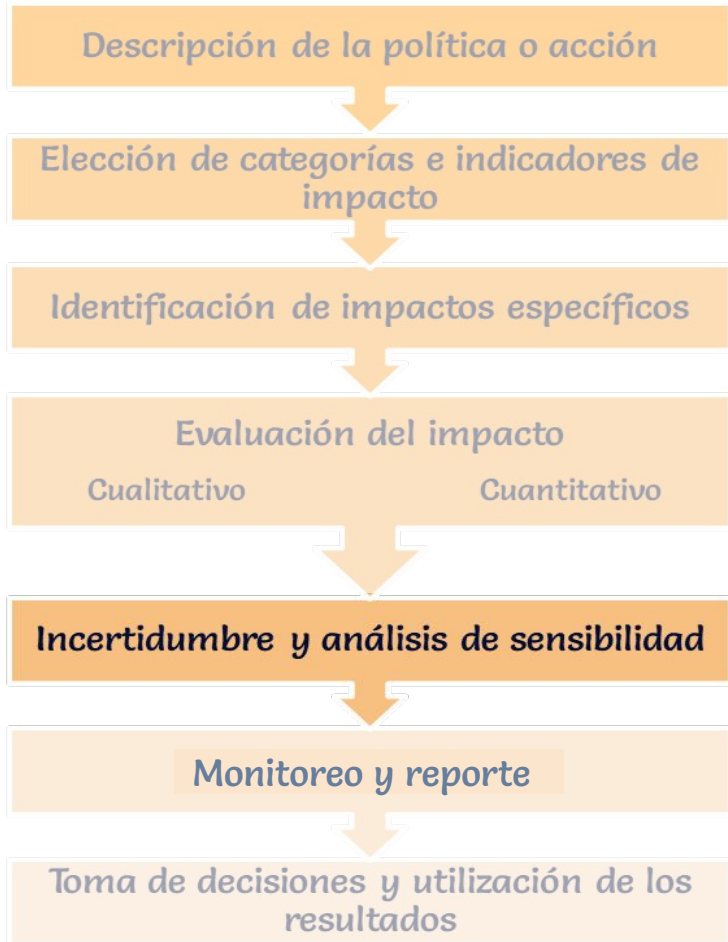 Descripción de la política o acción
Elección de categorías e indicadores de
impacto
Identificación de impactos específicos
Evaluación del impacto
Cualitativo Cuantitativo
Incertidumbre y análisis de sensibilidad
Monitoreo y reporte
Toma de decisiones y utilización de los
resultados